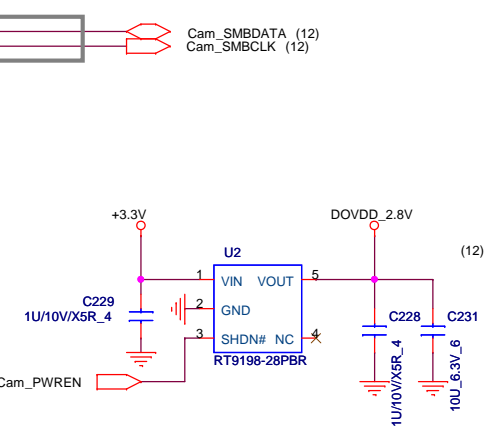 Cam_SMBDATA (12)
Cam_SMBCLK (12)
+3.3V
DOVDD_2.8V
(12)
U2
1 VIN VOUT 5
2 GND
3 SHDN# NC 4
RT9198-28PBR
C229
1U/10V/X5R_4
C228
1U/10V/X5R_4
C231
10U_6.3V_6
Cam_PWREN